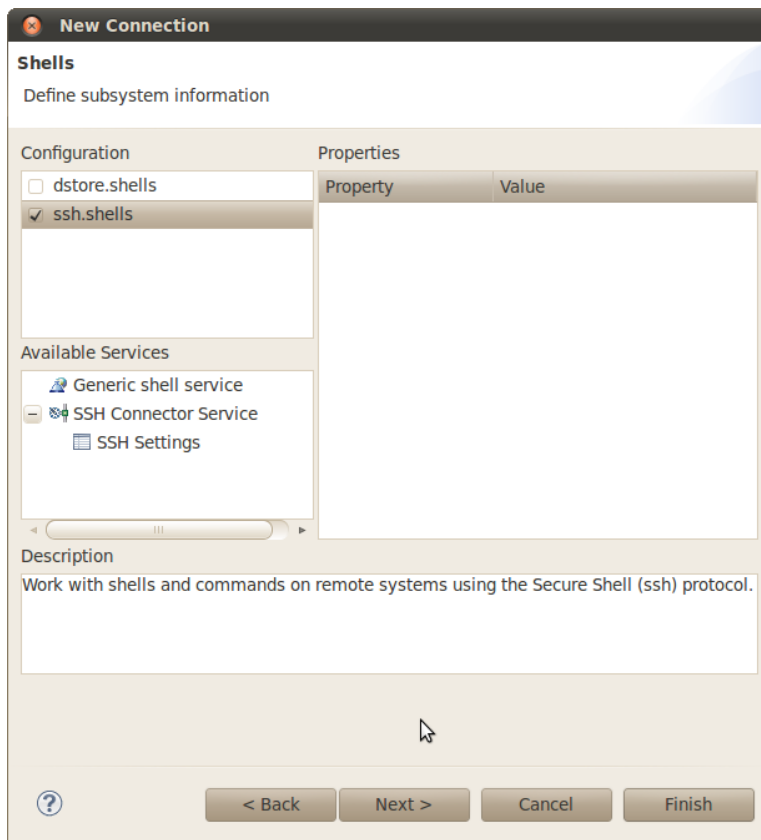 New Connection
Shells
Define subsystem information
Configuration
Properties
dstore.shells
ssh.shells
Property Value
Available Services
Generic shell service
SSH Connector Service
SSH Settings
Description
Work with shells and commands on remote systems using the Secure Shell (ssh) protocol.
?
< Back Next > Cancel Finish